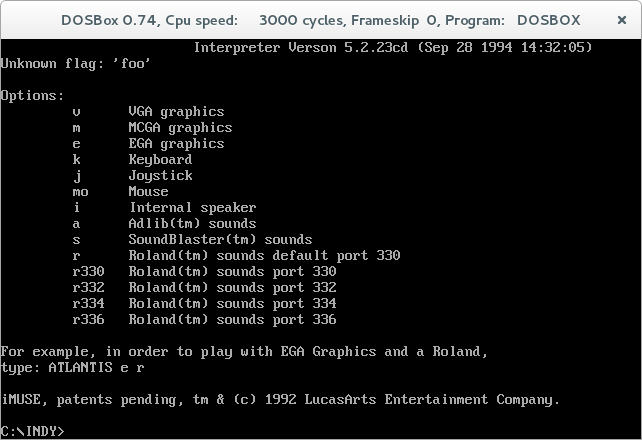 DOSBox 0.74, Cpu speed: 3000 cycles, Frameskip 0, Program: DOSBOX ×
Interpreter Verson 5.2.23cd (Sep 28 1994 14:32:05)
Unknown flag: 'foo'
Options:
v VGA graphics
m MCGA graphics
e EGA graphics
k Keyboard
j Joystick
mo Mouse
i Internal speaker
a Adlib(tm) sounds
s SoundBlaster(tm) sounds
r Roland(tm) sounds default port 330
r330 Roland(tm) sounds port 330
r332 Roland(tm) sounds port 332
r334 Roland(tm) sounds port 334
r336 Roland(tm) sounds port 336
For example, in order to play with EGA Graphics and a Roland,
type: ATLANTIS e r
iMUSE, patents pending, tm & (c) 1992 LucasArts Entertainment Company.
C:\INDY>